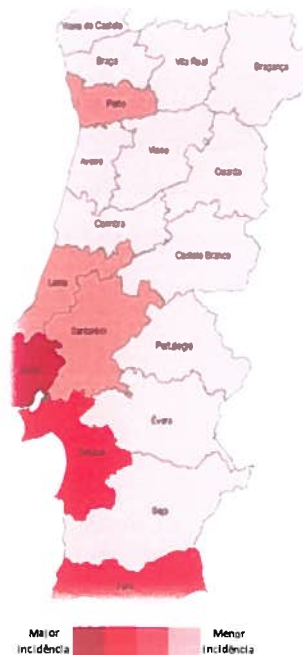 Viana do Castelo
Braga
Vila Real
Bragança
Porto
Aveiro
Viseu
Guarda
Coimbra
Castelo Branco
Leiria
Santarém
Portalegre
Évora
Setúbal
Beja
Faro
Maior
incidência
Menor
incidência